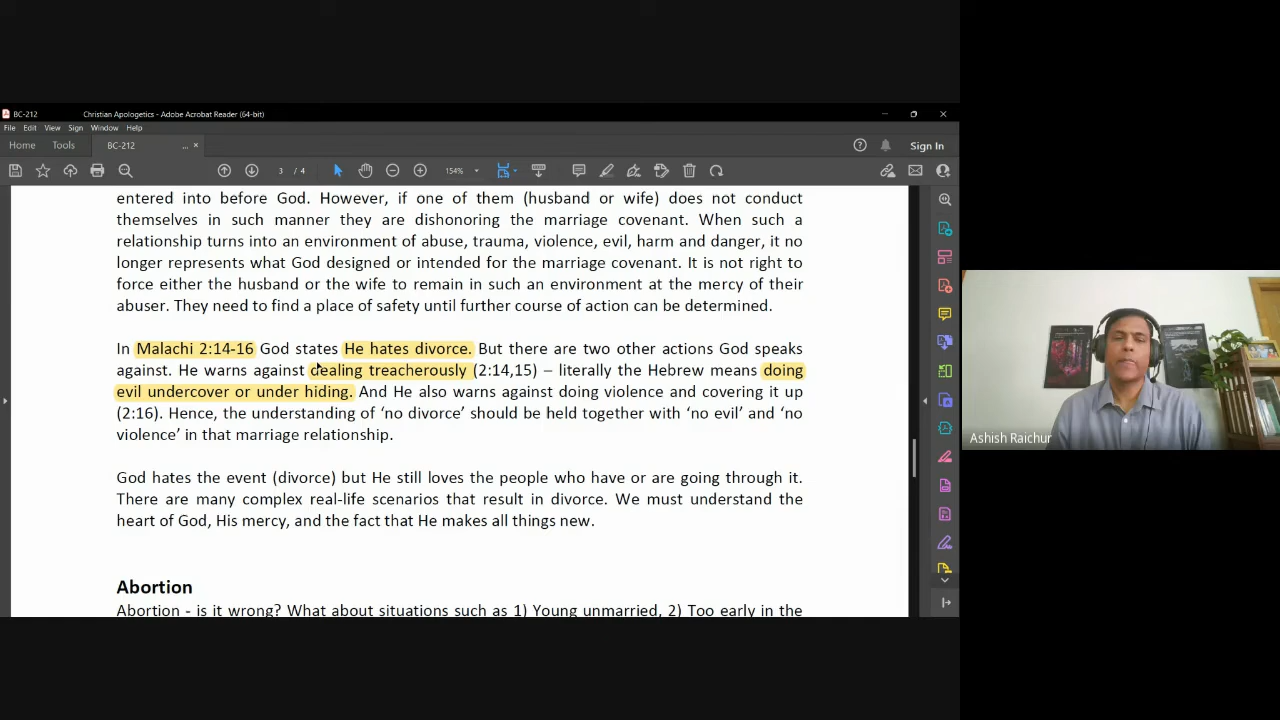 BC-212
Christian Apologetics - Adobe Acrobat Reader (64-bit)
File Edit View Sign Window Help
Home Tools BC-212 ... × Sign In
3 / 4 154%
entered into before God. However, if one of them (husband or wife) does not conduct
themselves in such manner they are dishonoring the marriage covenant. When such a
relationship turns into an environment of abuse, trauma, violence, evil, harm and danger, it no
longer represents what God designed or intended for the marriage covenant. It is not right to
force either the husband or the wife to remain in such an environment at the mercy of their
abuser. They need to find a place of safety until further course of action can be determined.
In Malachi 2:14-16 God states He hates divorce. But there are two other actions God speaks
against. He warns against dealing treacherously (2:14,15) – literally the Hebrew means doing
evil undercover or under hiding. And He also warns against doing violence and covering it up
(2:16). Hence, the understanding of ‘no divorce’ should be held together with ‘no evil’ and ‘no
violence’ in that marriage relationship.
God hates the event (divorce) but He still loves the people who have or are going through it.
There are many complex real-life scenarios that result in divorce. We must understand the
heart of God, His mercy, and the fact that He makes all things new.
Abortion
Abortion - is it wrong? What about situations such as 1) Young unmarried, 2) Too early in the
Ashish Raichur